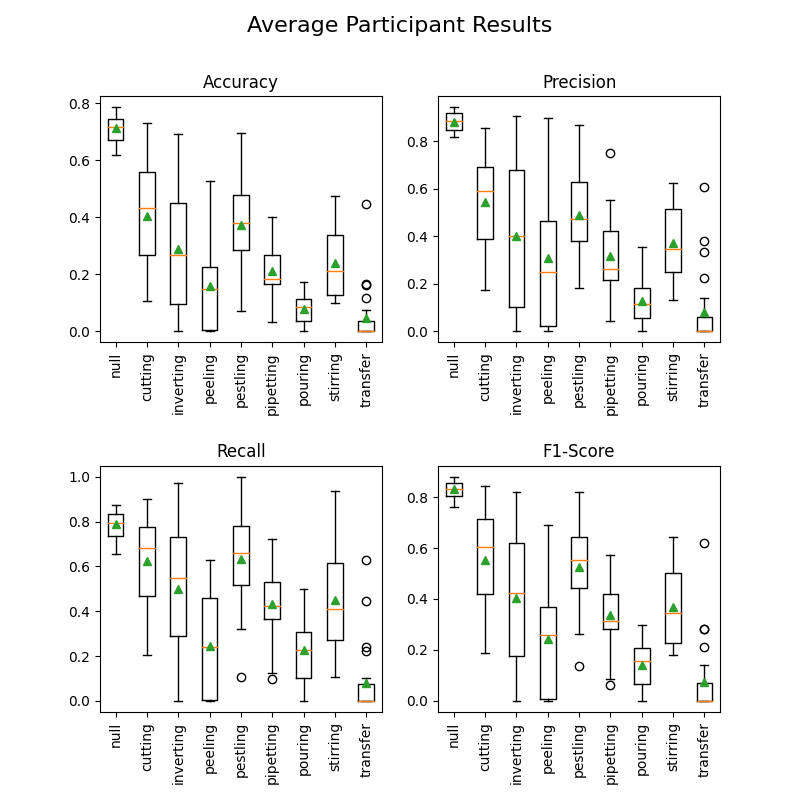 Average Participant Results
Accuracy
0.8
0.6
0.4
0.2
0.0
null
cutting
inverting
peeling
pestling
pipetting
pouring
stirring
transfer
Precision
0.8
0.6
0.4
0.2
0.0
null
cutting
inverting
peeling
pestling
pipetting
pouring
stirring
transfer
Recall
1.0
0.8
0.6
0.4
0.2
0.0
null
cutting
inverting
peeling
pestling
pipetting
pouring
stirring
transfer
F1-Score
0.8
0.6
0.4
0.2
0.0
null
cutting
inverting
peeling
pestling
pipetting
pouring
stirring
transfer